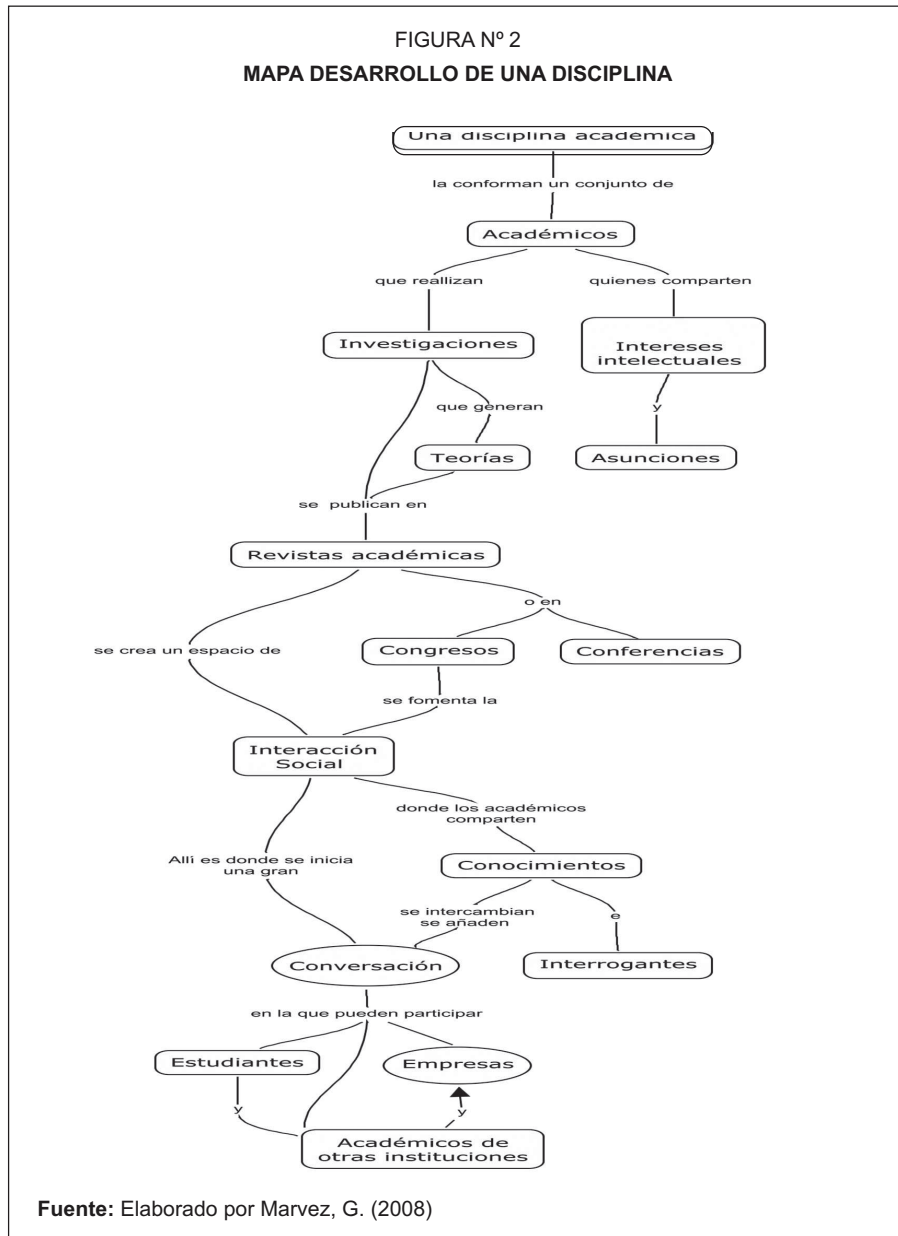 FIGURA Nº 2
MAPA DESARROLLO DE UNA DISCIPLINA
Una disciplina academica
la conforman un conjunto de
Académicos
que reallizan
quienes comparten
Investigaciones
Intereses
intelectuales
que generan
y
Teorías
Asunciones
se publican en
Revistas académicas
o en
se crea un espacio de
Congresos
Conferencias
se fomenta la
Interacción
Social
donde los académicos
comparten
Allí es donde se inicia
una gran
Conocimientos
se intercambian
se añaden
e
Conversación
Interrogantes
en la que pueden participar
Estudiantes
Empresas
y
y
Académicos de
otras instituciones
Fuente: Elaborado por Marvez, G. (2008)